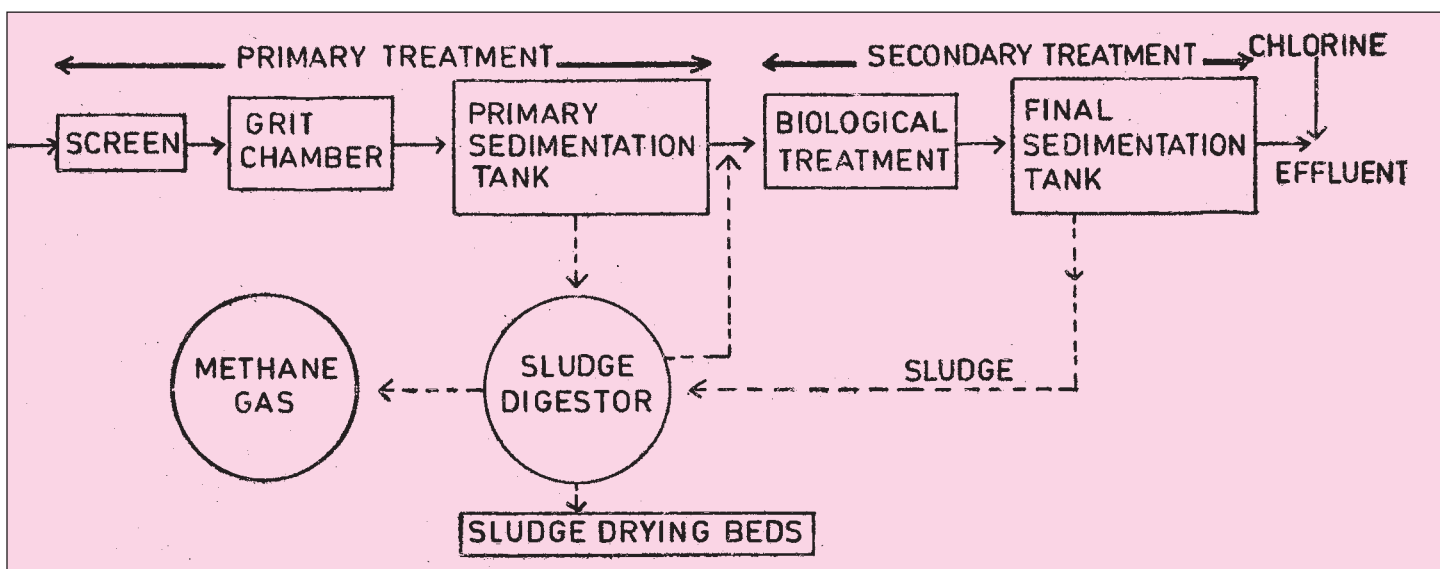 PRIMARY TREATMENT
SECONDARY TREATMENT
CHLORINE
SCREEN
GRIT
CHAMBER
PRIMARY
SEDIMENTATION
TANK
BIOLOGICAL
TREATMENT
FINAL
SEDIMENTATION
TANK
EFFLUENT
METHANE
GAS
SLUDGE
DIGESTOR
SLUDGE
SLUDGE DRYING BEDS